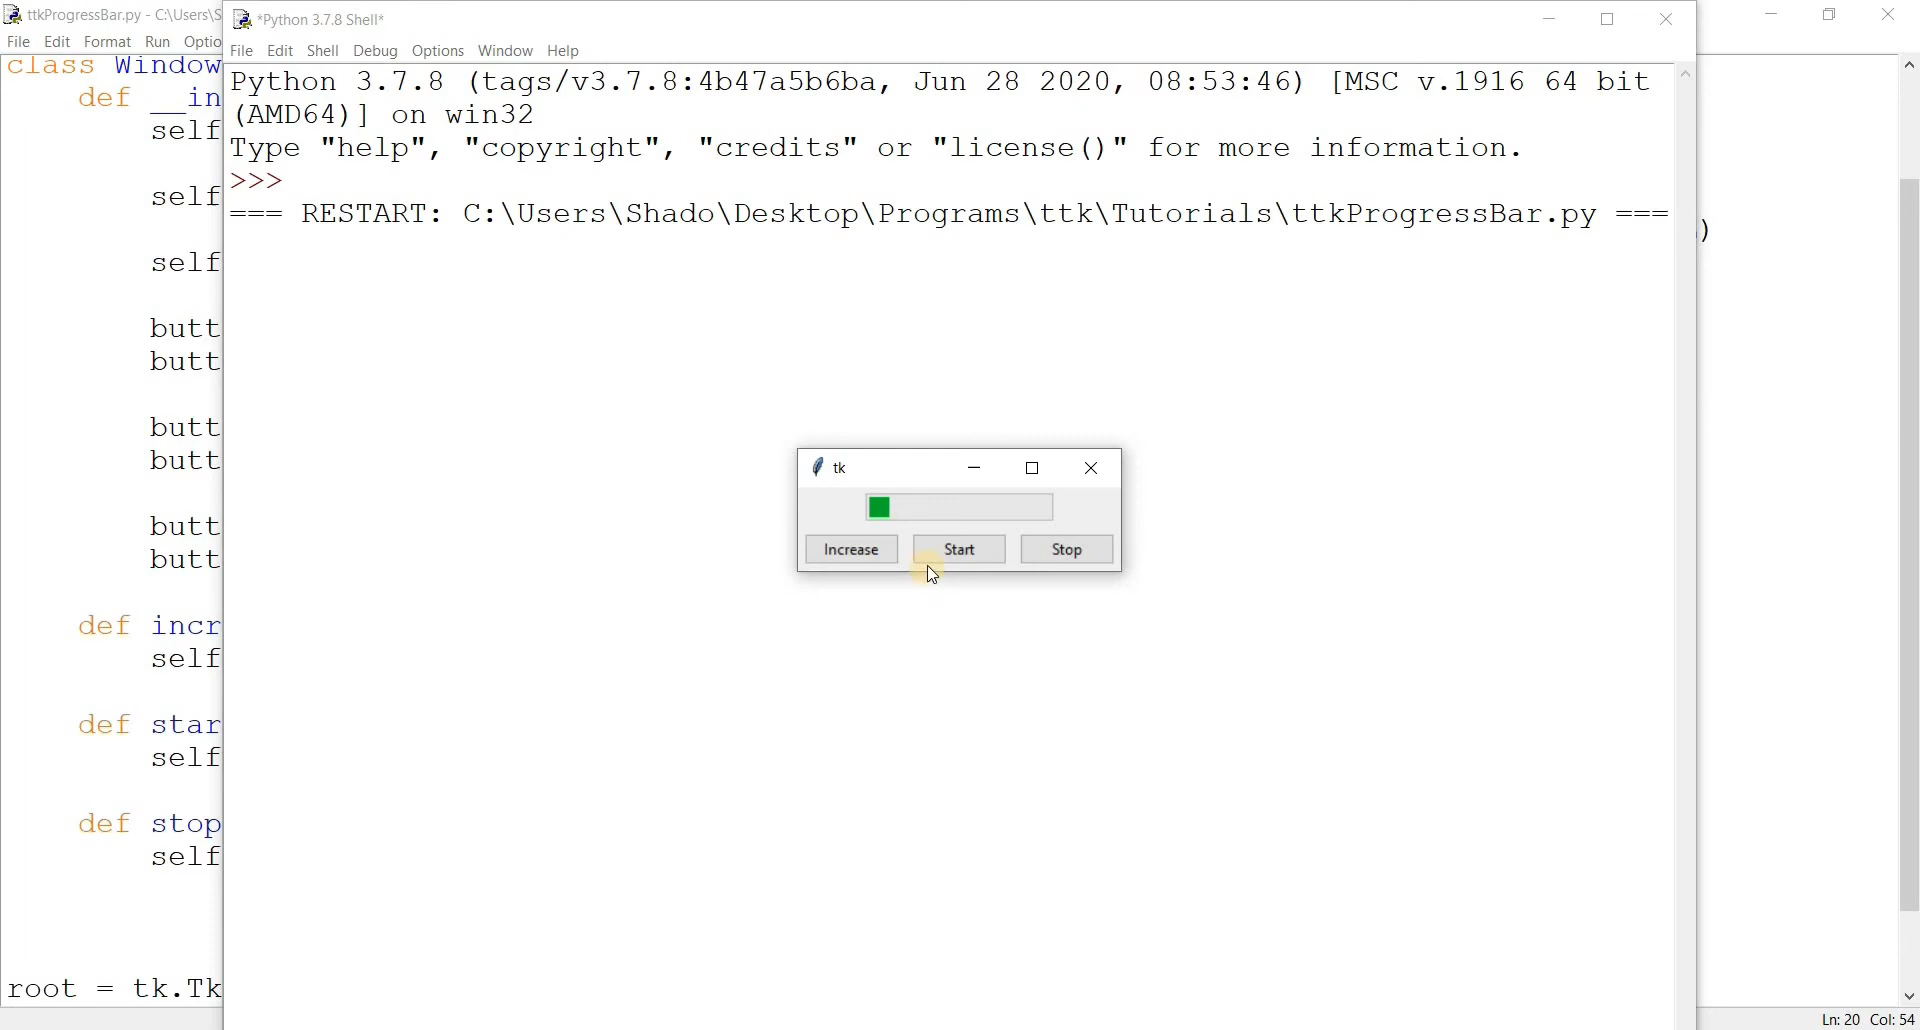 ttkProgressBar.py - C:\Users\S
File Edit Format Run Optio
class Window
def __in
self
self
self
butt
butt
butt
butt
butt
butt
def incr
self
def star
self
def stop
self
root = tk.Tk
*Python 3.7.8 Shell*
File Edit Shell Debug Options Window Help
Python 3.7.8 (tags/v3.7.8:4b47a5b6ba, Jun 28 2020, 08:53:46) [MSC v.1916 64 bit
(AMD64)] on win32
Type "help", "copyright", "credits" or "license()" for more information.
>>>
=== RESTART: C:\Users\Shado\Desktop\Programs\ttk\Tutorials\ttkProgressBar.py ===
)
tk
Increase Start Stop
Ln: 20 Col: 54